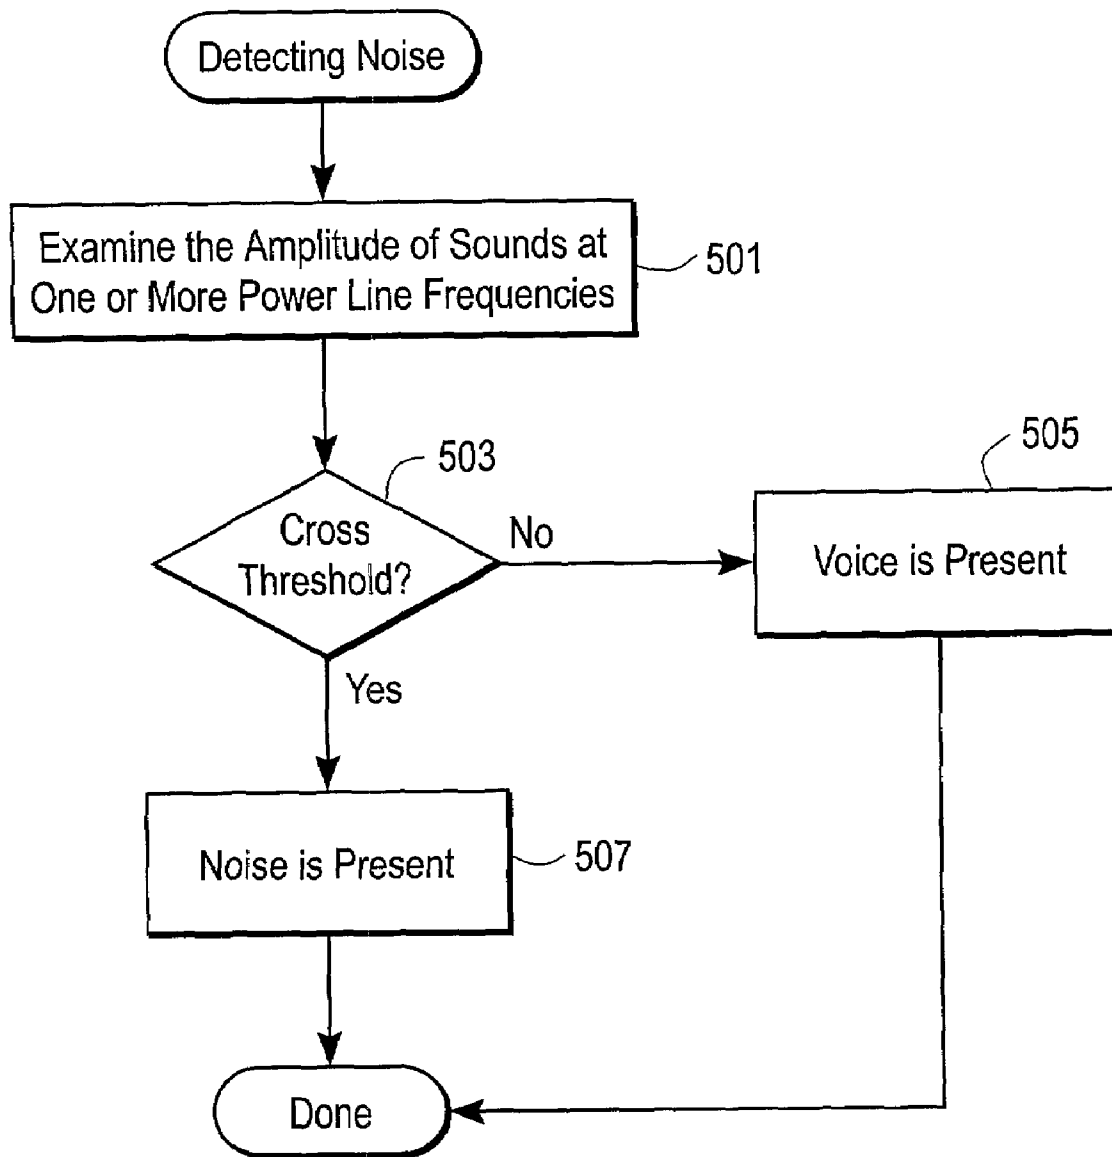 Detecting Noise
Examine the Amplitude of Sounds at
One or More Power Line Frequencies
501
503
Cross
Threshold?
No
505
Voice is Present
Yes
Noise is Present
507
Done